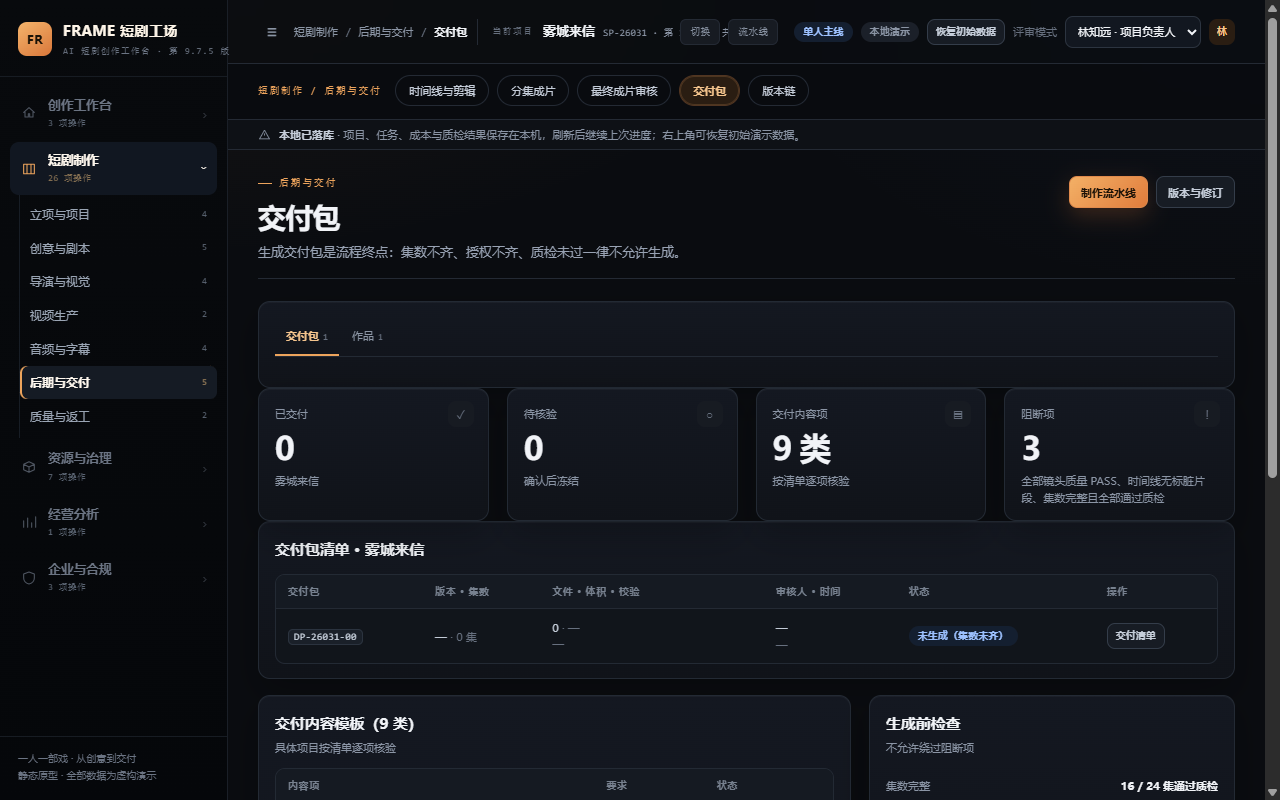 FR
FRAME 短剧工场
AI 短剧创作工作台 · 第 9.7.5 版
创作工作台
3 项操作
短剧制作
26 项操作
立项与项目 4
创意与剧本 5
导演与视觉 4
视频生产 2
音频与字幕 4
后期与交付 5
质量与返工 2
资源与治理
7 项操作
经营分析
1 项操作
企业与合规
3 项操作
一人一部戏 · 从创意到交付
静态原型 · 全部数据为虚构演示
短剧制作 / 后期与交付 / 交付包 当前项目 雾城来信 SP-26031 · 第 切换 流水线 单人主线 本地演示 恢复初始数据 评审模式 林知远 · 项目负责人 林
短剧制作 / 后期与交付 时间线与剪辑 分集成片 最终成片审核 交付包 版本链
本地已落库 · 项目、任务、成本与质检结果保存在本机，刷新后继续上次进度；右上角可恢复初始演示数据。
— 后期与交付
交付包
生成交付包是流程终点：集数不齐、授权不齐、质检未过一律不允许生成。
制作流水线 版本与修订
交付包 1 作品 1
已交付 ✓
0
雾城来信
待核验 ○
0
确认后冻结
交付内容项 ▤
9 类
按清单逐项核验
阻断项 !
3
全部镜头质量 PASS、时间线无标脏片
段、集数完整且全部通过质检
交付包清单 • 雾城来信
交付包 版本 • 集数 文件 • 体积 • 校验 审核人 • 时间 状态 操作
DP-26031-00 — · 0 集 0 · — — 未生成（集数未齐） 交付清单
— —
交付内容模板（9 类）
具体项目按清单逐项核验
内容项 要求 状态
生成前检查
不允许绕过阻断项
集数完整 16 / 24 集通过质检